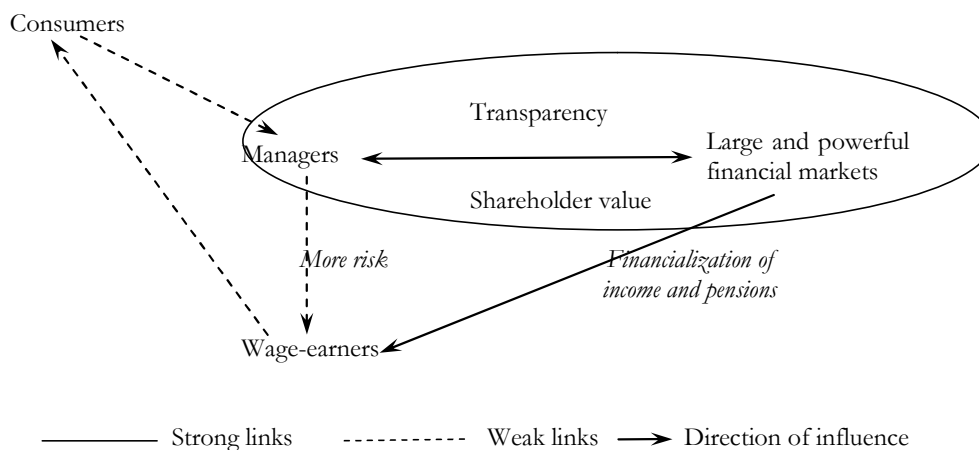 Consumers
Transparency
Managers
Large and powerful
financial markets
Shareholder value
More risk
Financialization of
income and pensions
Wage-earners
Strong links
Weak links
Direction of influence